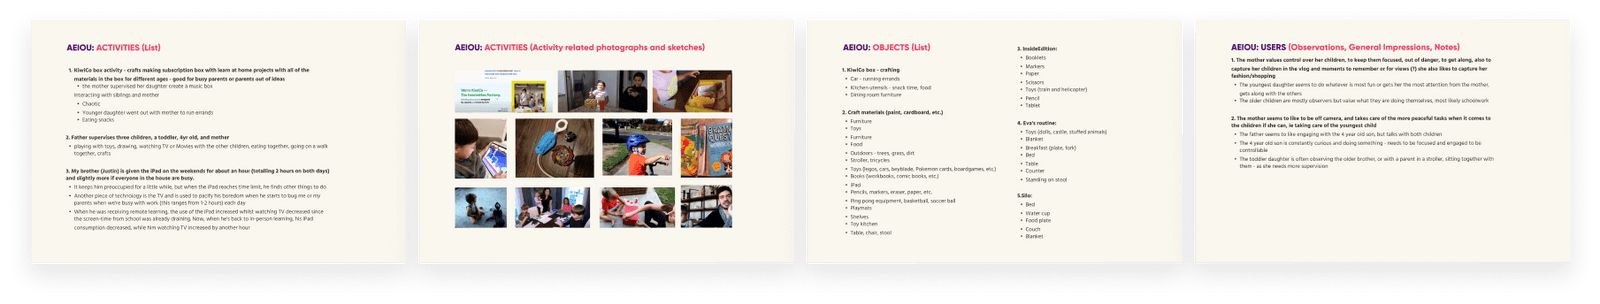 AEIOU: ACTIVITIES (List)
1. KiwiCo box activity - crafts making subscription box with learn at home projects with all of the
materials in the box for different ages - good for busy parents or parents out of ideas
• the mother supervised her daughter create a music box
Interacting with siblings and mother
• Chaotic
• Younger daughter went out with mother to run errands
• Eating snacks
2. Father supervises three children, a toddler, 4yr old, and mother
• playing with toys, drawing, watching TV or Movies with the other children, eating together, going on a walk
together, crafts
3. My brother (Justin) is given the iPad on the weekends for about an hour (totalling 2 hours on both days)
and slightly more if everyone in the house are busy.
• It keeps him preoccupied for a little while, but when the iPad reaches time limit, he finds other things to do
• Another piece of technology is the TV and is used to pacify his boredom when he starts to bug me or my
parents when we're busy with work (this ranges from 1-2 hours) each day
• When he was receiving remote learning, the use of the iPad increased whilst watching TV decreased since
the screen-time from school was already draining. Now, when he's back to in-person-learning, his iPad
consumption decreased, while him watching TV increased by another hour
AEIOU: ACTIVITIES (Activity related photographs and sketches)
AEIOU: OBJECTS (List)
1. KiwiCo box - crafting
• Car - running errands
• Kitchen utensils - snack time, food
• Dining room furniture
2. Craft materials (paint, cardboard, etc.)
• Furniture
• Toys
• Furniture
• Food
• Outdoors - trees, grass, dirt
• Stroller, tricycles
• Toys (legos, cars, beyblade, Pokemon cards, boardgames, etc.)
• Books (workbooks, comic books, etc.)
• iPad
• Pencils, markers, eraser, paper, etc.
• Ping pong equipment, basketball, soccer ball
• Playmats
• Shelves
• Toy kitchen
• Table, chair, stool
3. InsideEdition:
• Booklets
• Markers
• Paper
• Scissors
• Toys (train and helicopter)
• Pencil
• Tablet
4. Eva's routine:
• Toys (dolls, castle, stuffed animals)
• Blanket
• Breakfast (plate, fork)
• Bed
• Table
• Counter
• Standing on stool
5.Silo:
• Bed
• Water cup
• Food plate
• Couch
• Blanket
AEIOU: USERS (Observations, General Impressions, Notes)
1. The mother values control over her children, to keep them focused, out of danger, to get along, also to
capture her children in the vlog and moments to remember or for views (?) she also likes to capture her
fashion/shopping
• The youngest daughter seems to do whatever is most fun or gets her the most attention from the mother,
gets along with the others
• The older children are mostly observers but value what they are doing themselves, most likely schoolwork
2. The mother seems to like to be off camera, and takes care of the more peaceful tasks when it comes to
the children if she can, is taking care of the youngest child
• The father seems to like engaging with the 4 year old son, but talks with both children
• The 4 year old son is constantly curious and doing something - needs to be focused and engaged to be
controllable
• The toddler daughter is often observing the older brother, or with a parent in a stroller, sitting together with
them - as she needs more supervision